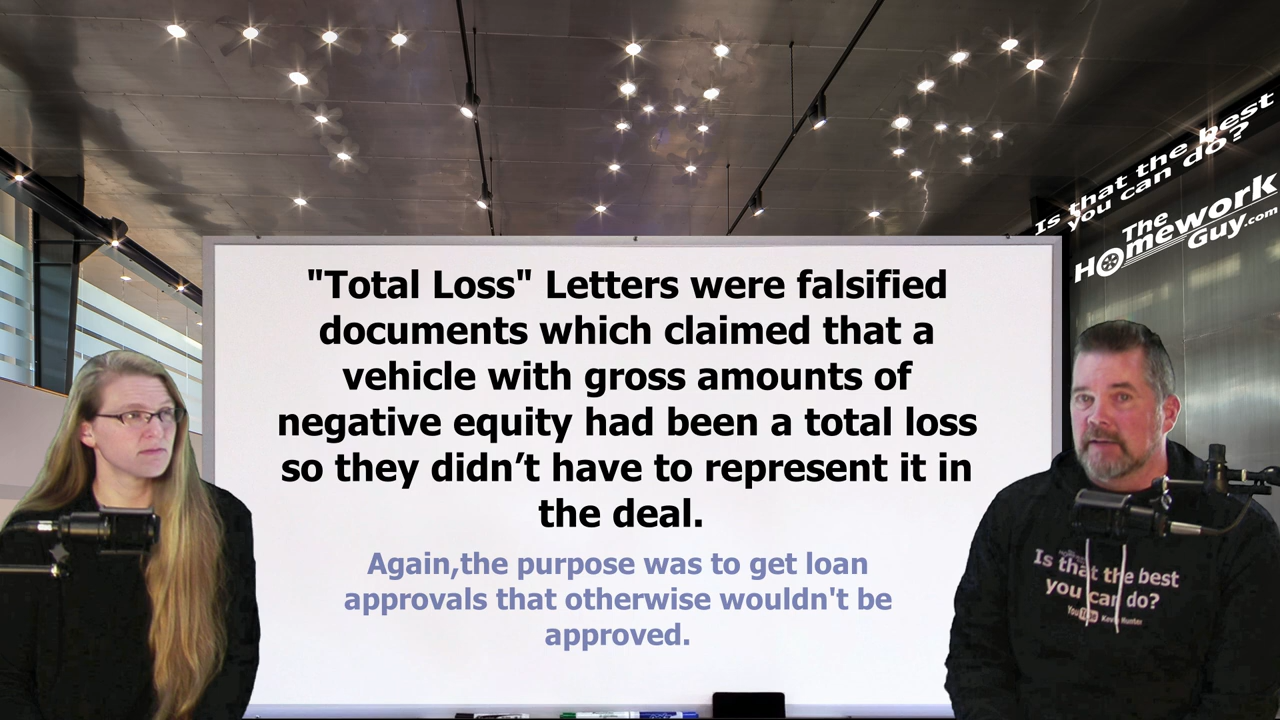 Is that the best
you can do?
The
Homework
Guy.com
"Total Loss" Letters were falsified
documents which claimed that a
vehicle with gross amounts of
negative equity had been a total loss
so they didn’t have to represent it in
the deal.
Again,the purpose was to get loan
approvals that otherwise wouldn't be
approved.
Is that the best
you can do?
YouTube Kevin Hunter